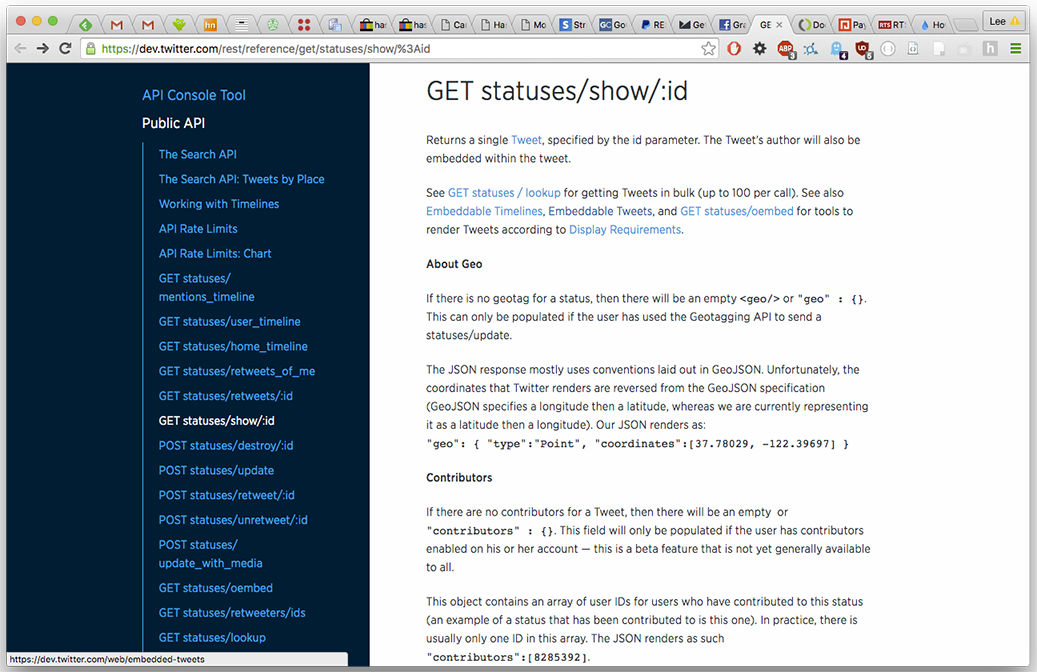 hn
has
has
Ca
Ha
Mo
S Str
GC Go
RE
Ge
Gra
GE ×
Do
Pay
RTS RT:
Ho
Lee
https://dev.twitter.com/rest/reference/get/statuses/show/%3Aid
ABP
3
4
UD
6
h
API Console Tool
Public API
The Search API
The Search API: Tweets by Place
Working with Timelines
API Rate Limits
API Rate Limits: Chart
GET statuses/
mentions_timeline
GET statuses/user_timeline
GET statuses/home_timeline
GET statuses/retweets_of_me
GET statuses/retweets/:id
GET statuses/show/:id
POST statuses/destroy/:id
POST statuses/update
POST statuses/retweet/:id
POST statuses/unretweet/:id
POST statuses/
update_with_media
GET statuses/oembed
GET statuses/retweeters/ids
GET statuses/lookup
https://dev.twitter.com/web/embedded-tweets
GET statuses/show/:id
Returns a single Tweet, specified by the id parameter. The Tweet's author will also be
embedded within the tweet.
See GET statuses / lookup for getting Tweets in bulk (up to 100 per call). See also
Embeddable Timelines, Embeddable Tweets, and GET statuses/oembed for tools to
render Tweets according to Display Requirements.
About Geo
If there is no geotag for a status, then there will be an empty <geo/> or "geo" : {}.
This can only be populated if the user has used the Geotagging API to send a
statuses/update.
The JSON response mostly uses conventions laid out in GeoJSON. Unfortunately, the
coordinates that Twitter renders are reversed from the GeoJSON specification
(GeoJSON specifies a longitude then a latitude, whereas we are currently representing
it as a latitude then a longitude). Our JSON renders as:
"geo": { "type":"Point", "coordinates":[37.78029, -122.39697] }
Contributors
If there are no contributors for a Tweet, then there will be an empty or
"contributors" : {}. This field will only be populated if the user has contributors
enabled on his or her account — this is a beta feature that is not yet generally available
to all.
This object contains an array of user IDs for users who have contributed to this status
(an example of a status that has been contributed to is this one). In practice, there is
usually only one ID in this array. The JSON renders as such
"contributors":[8285392].